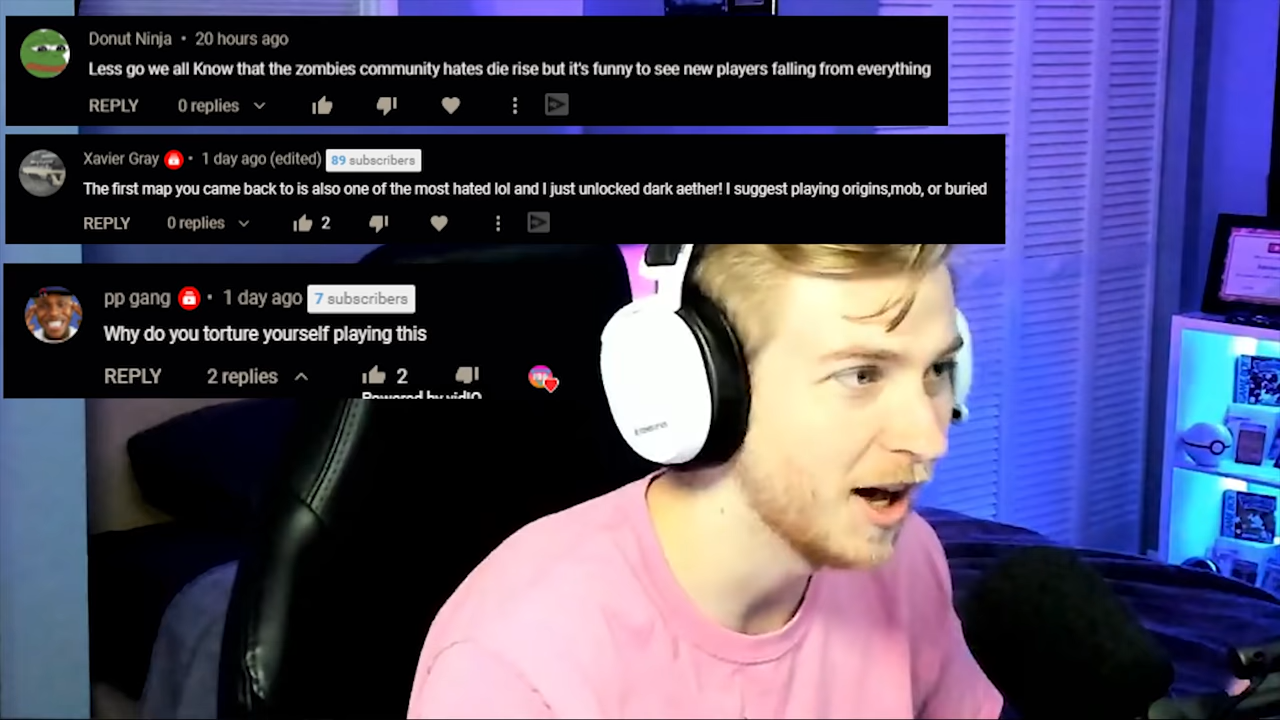 Donut Ninja • 20 hours ago
Less go we all Know that the zombies community hates die rise but it's funny to see new players falling from everything
REPLY 0 replies
Xavier Gray • 1 day ago (edited) 89 subscribers
The first map you came back to is also one of the most hated lol and I just unlocked dark aether! I suggest playing origins,mob, or buried
REPLY 0 replies 2
pp gang • 1 day ago 7 subscribers
Why do you torture yourself playing this
REPLY 2 replies 2
Powered by vidIQ